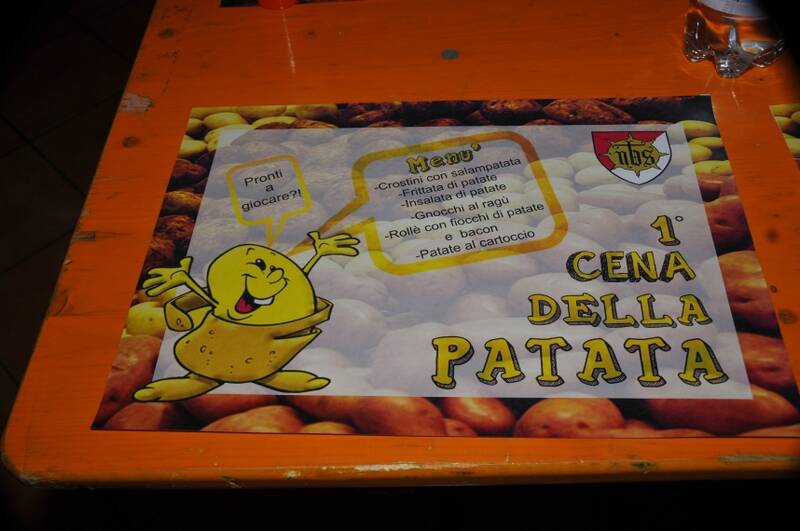 Pronti
a
giocare?!
Menu'
-Crostini con salampatata
-Frittata di patate
-Insalata di patate
-Gnocchi al ragù
-Rollè con fiocchi di patate
e bacon
-Patate al cartoccio
1°
CENA
DELLA
PATATA